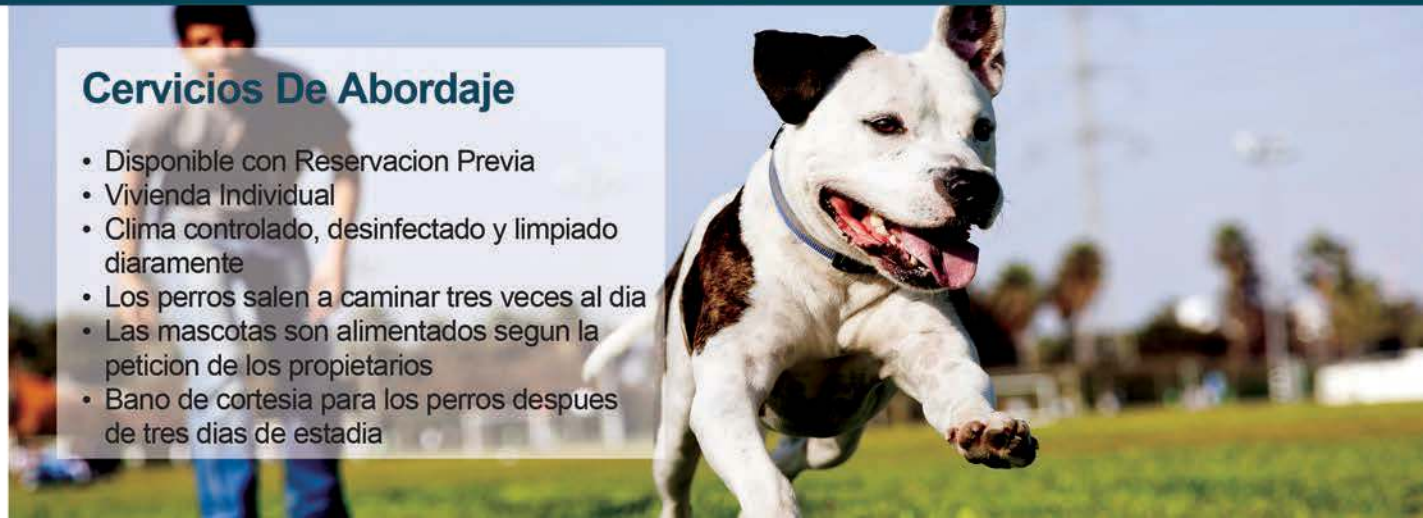 Cervicios De Abordaje
• Disponible con Reservacion Previa
• Vivienda Individual
• Clima controlado, desinfectado y limpiado
diaramente
• Los perros salen a caminar tres veces al dia
• Las mascotas son alimentados segun la
peticion de los propietarios
• Bano de cortesia para los perros despues
de tres dias de estadia